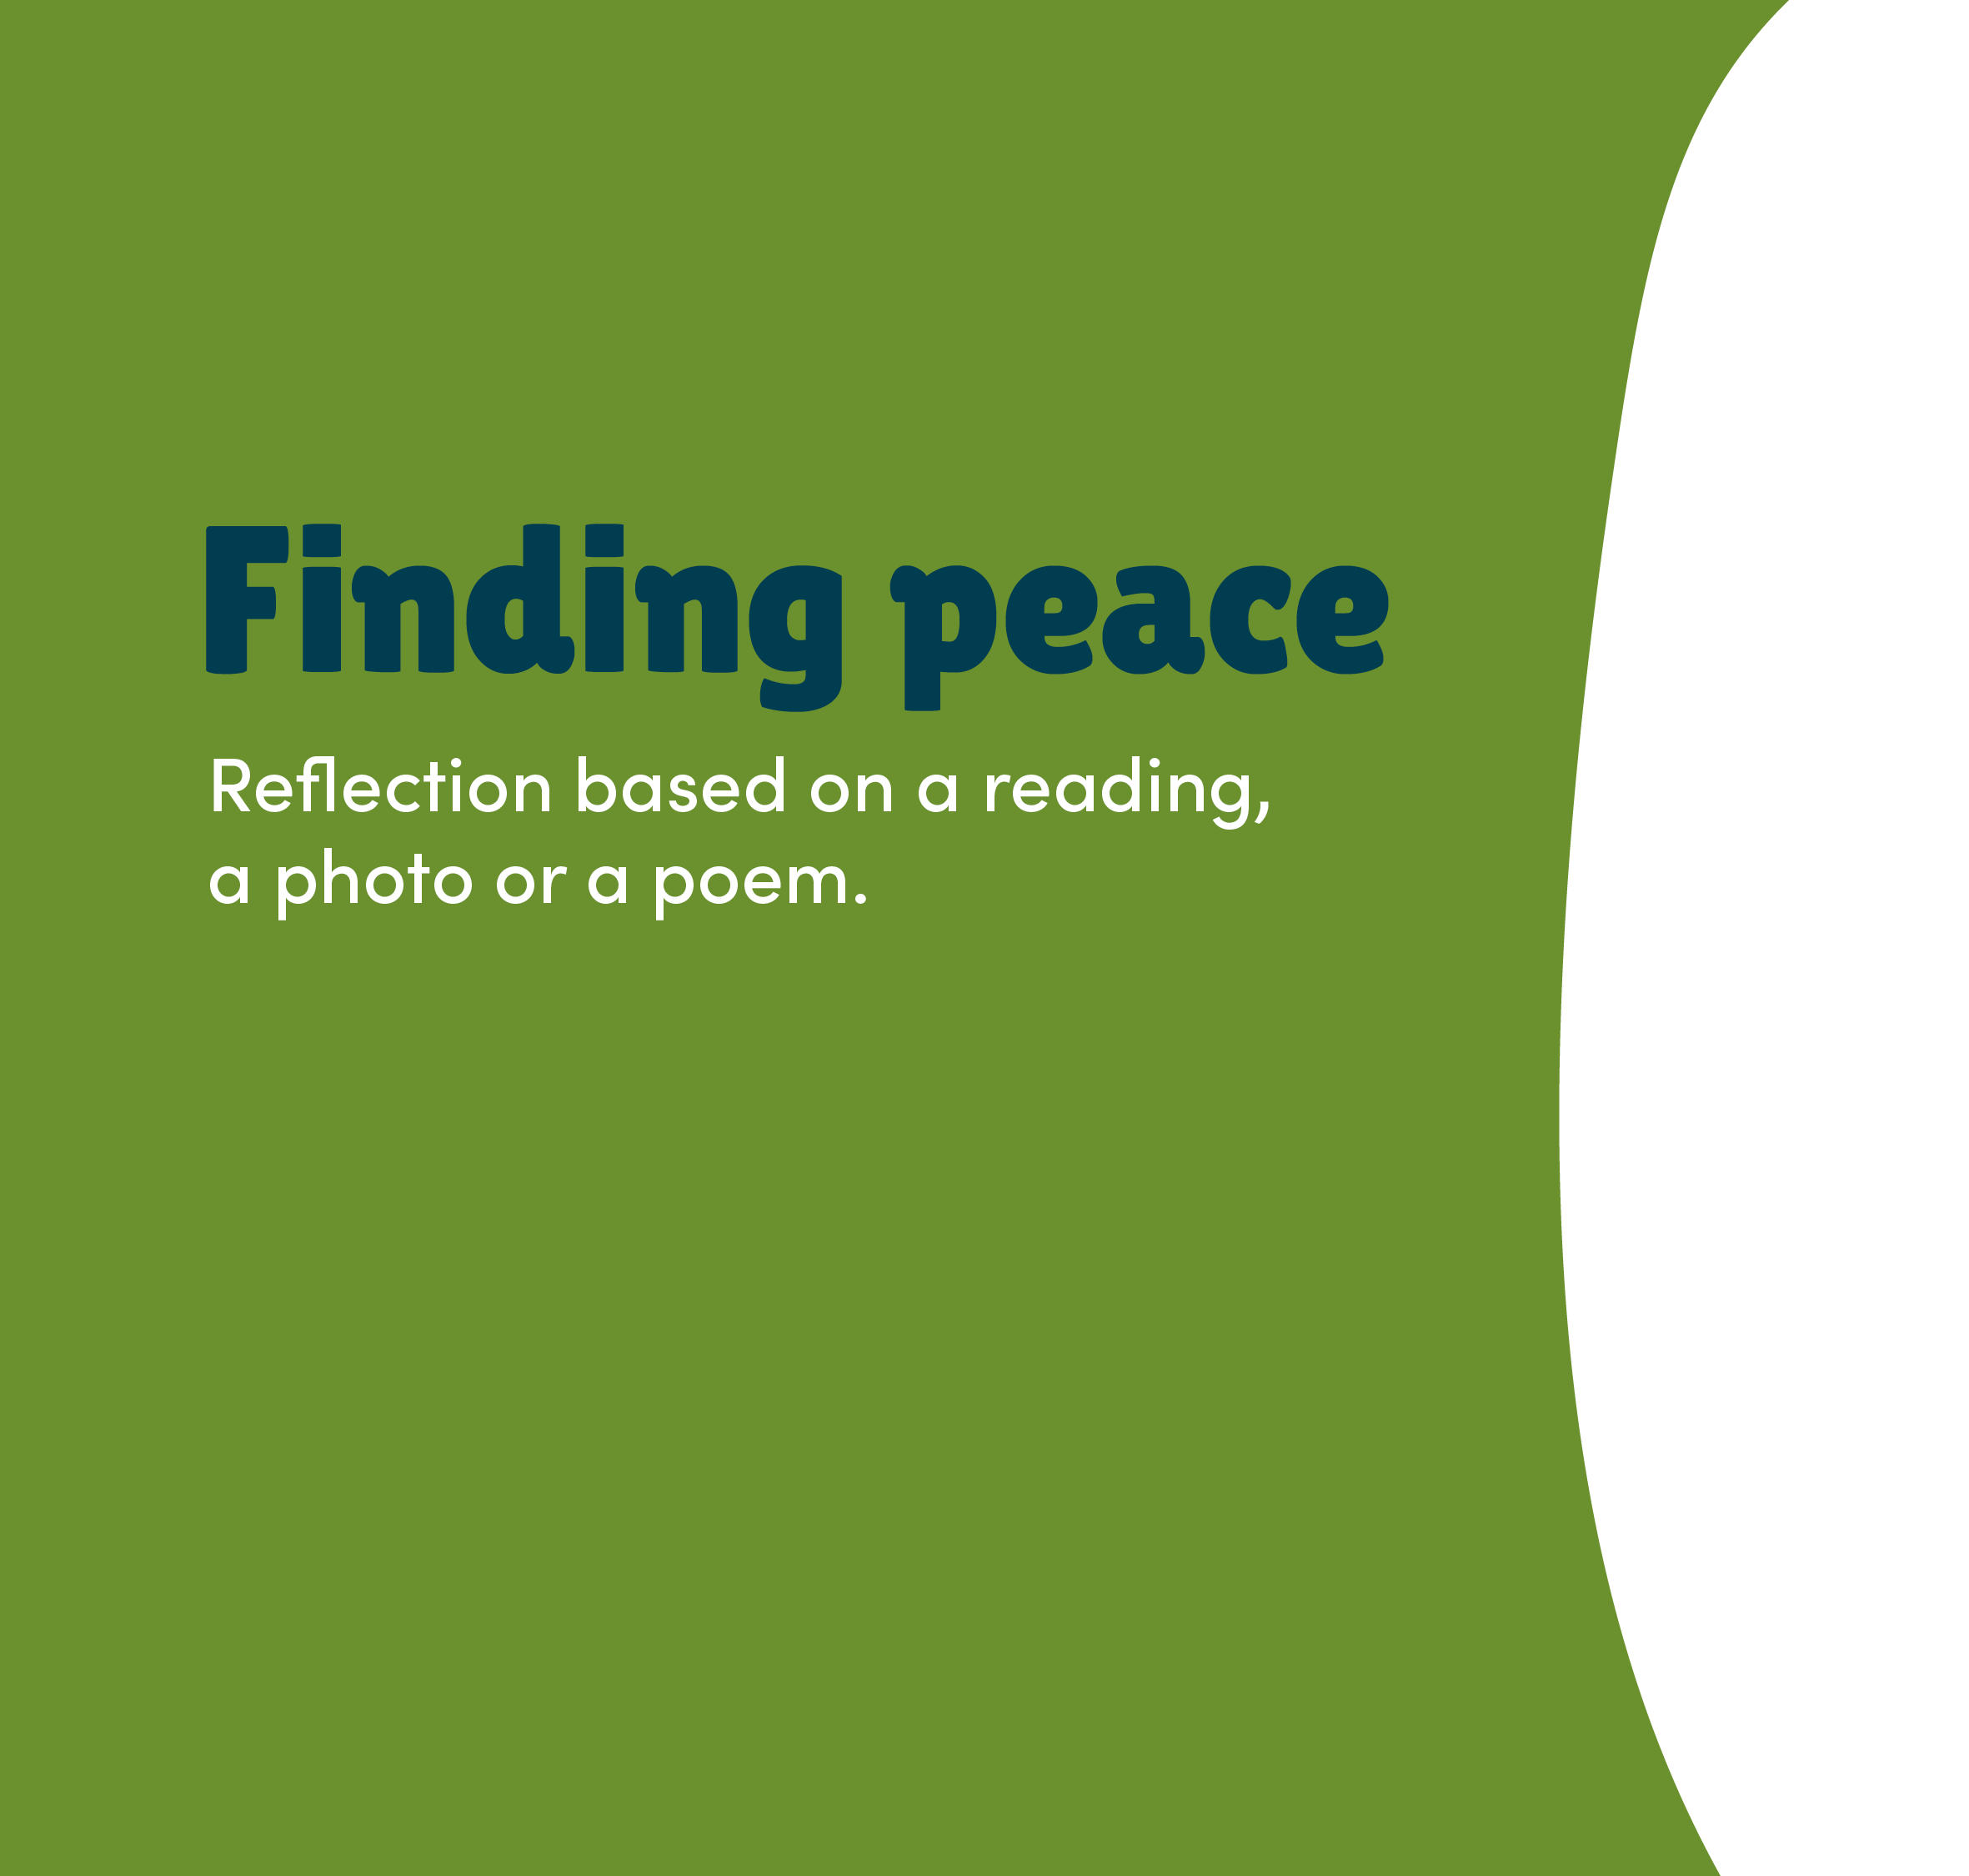 Finding peace
Reflection based on a reading,
a photo or a poem.